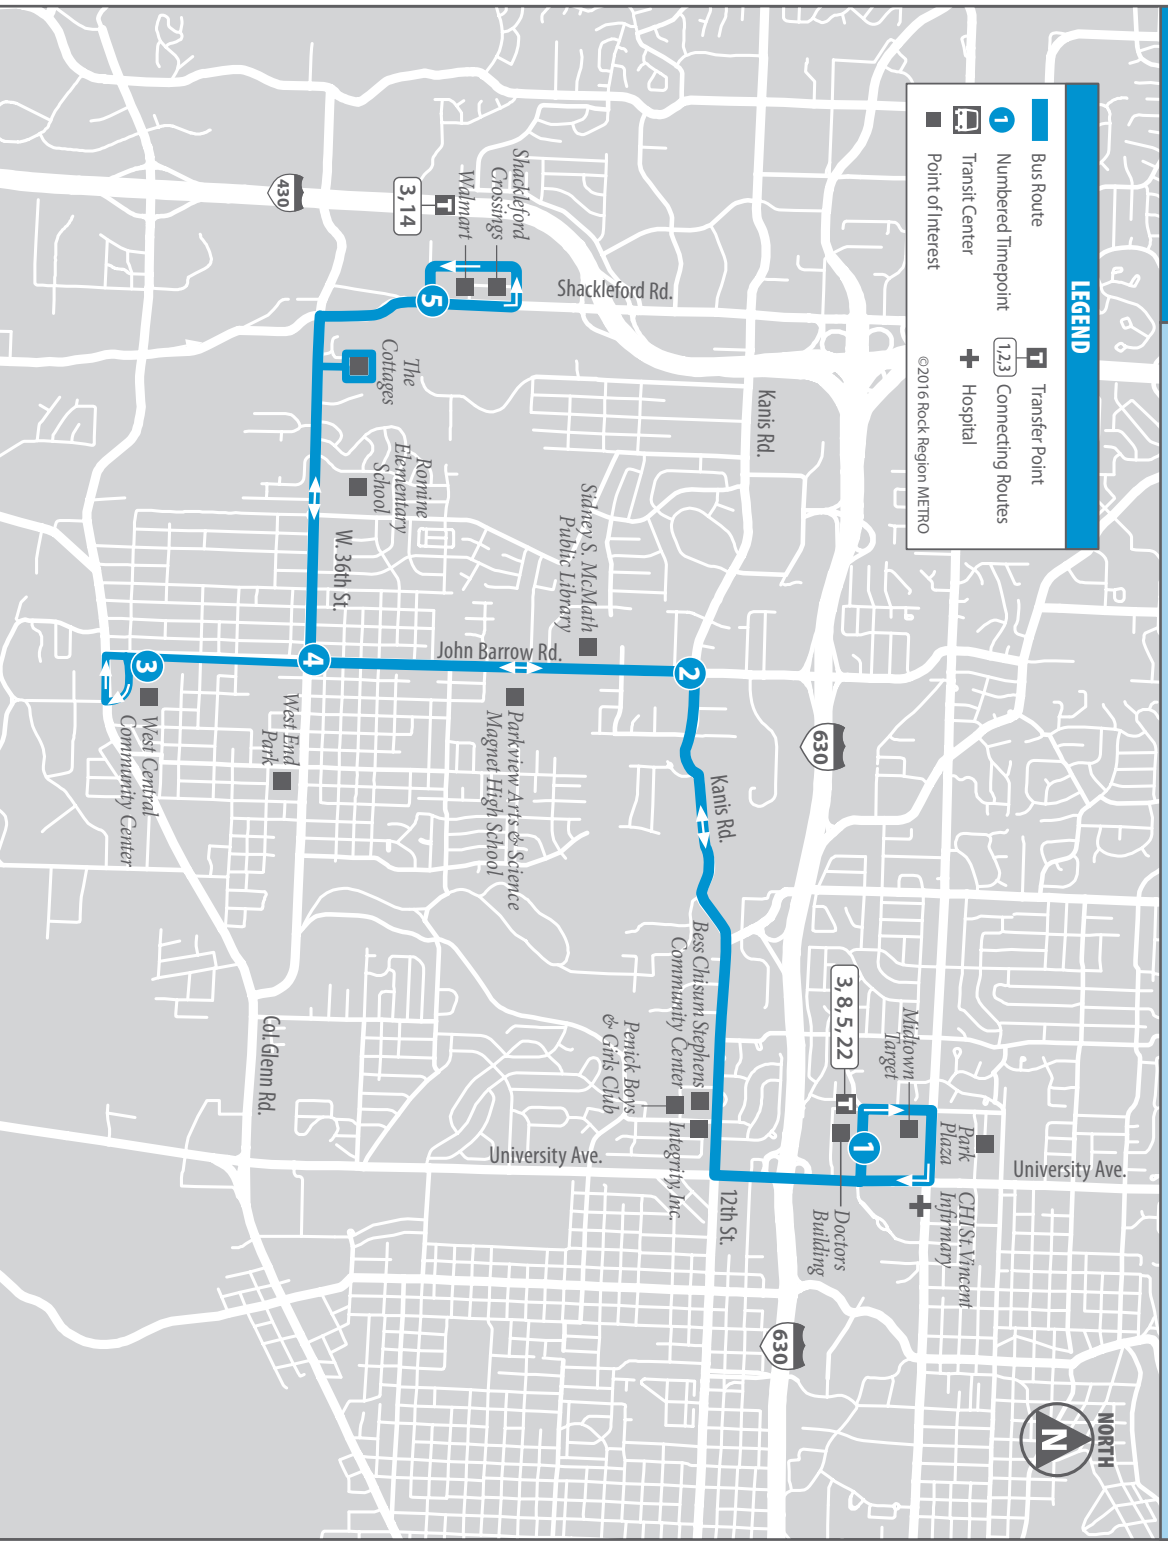 LEGEND
Bus Route
1
Numbered Timepoint
Transit Center
Point of Interest
T
Transfer Point
1,2,3
Connecting Routes
Hospital
©2016 Rock Region METRO
NORTH
N
University Ave.
Park
Plaza
CHI St. Vincent
Infirmary
Midtown
Target
3, 8, 5, 22
T
1
Doctors
Building
630
630
Kanis Rd.
Kanis Rd.
12th St.
Bess Chisum Stephens
Community Center
Integrity, Inc.
Penick Boys
& Girls Club
University Ave.
2
Shackleford Rd.
Sidney S. McMath
Public Library
John Barrow Rd.
Parkview Arts & Science
Magnet High School
Shackleford
Crossings
Walmart
T
3, 14
5
The
Cottages
Romine
Elementary
School
W. 36th St.
4
West End
Park
430
Col. Glenn Rd.
3
West Central
Community Center